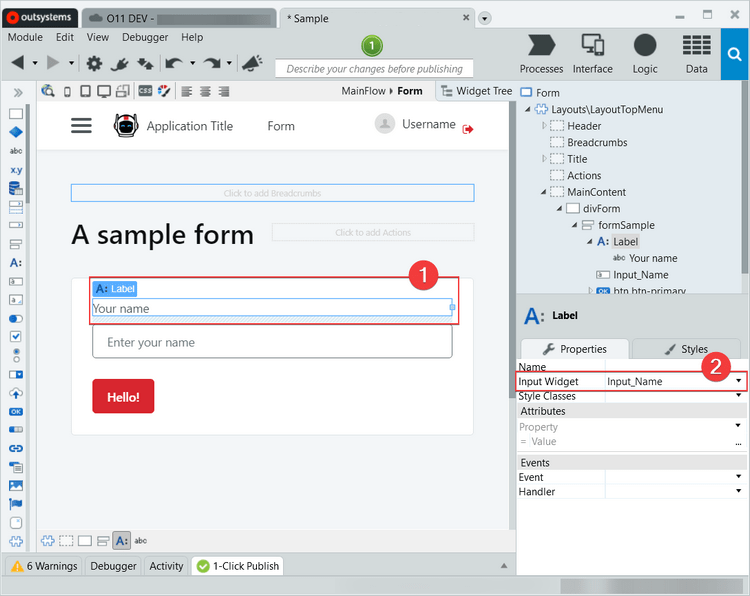 outsystems
O11 DEV -
* Sample
Module Edit View Debugger Help
1
Describe your changes before publishing
Processes
Interface
Logic
Data
CSS
MainFlow
Form
Widget Tree
Form
Layouts\LayoutTopMenu
Header
Breadcrumbs
Title
Actions
MainContent
divForm
formSample
A: Label
abc Your name
Input_Name
OK btn btn-primary
abc
x.y
A:
OK
Application Title
Form
Username
Click to add Breadcrumbs
A sample form
Click to add Actions
1
A: Label
Your name
Enter your name
Hello!
A: Label
Properties
Styles
2
Name
Input Widget Input_Name
Style Classes
Attributes
Property
= Value ...
Events
Event
Handler
A: abc
6 Warnings
Debugger
Activity
1-Click Publish